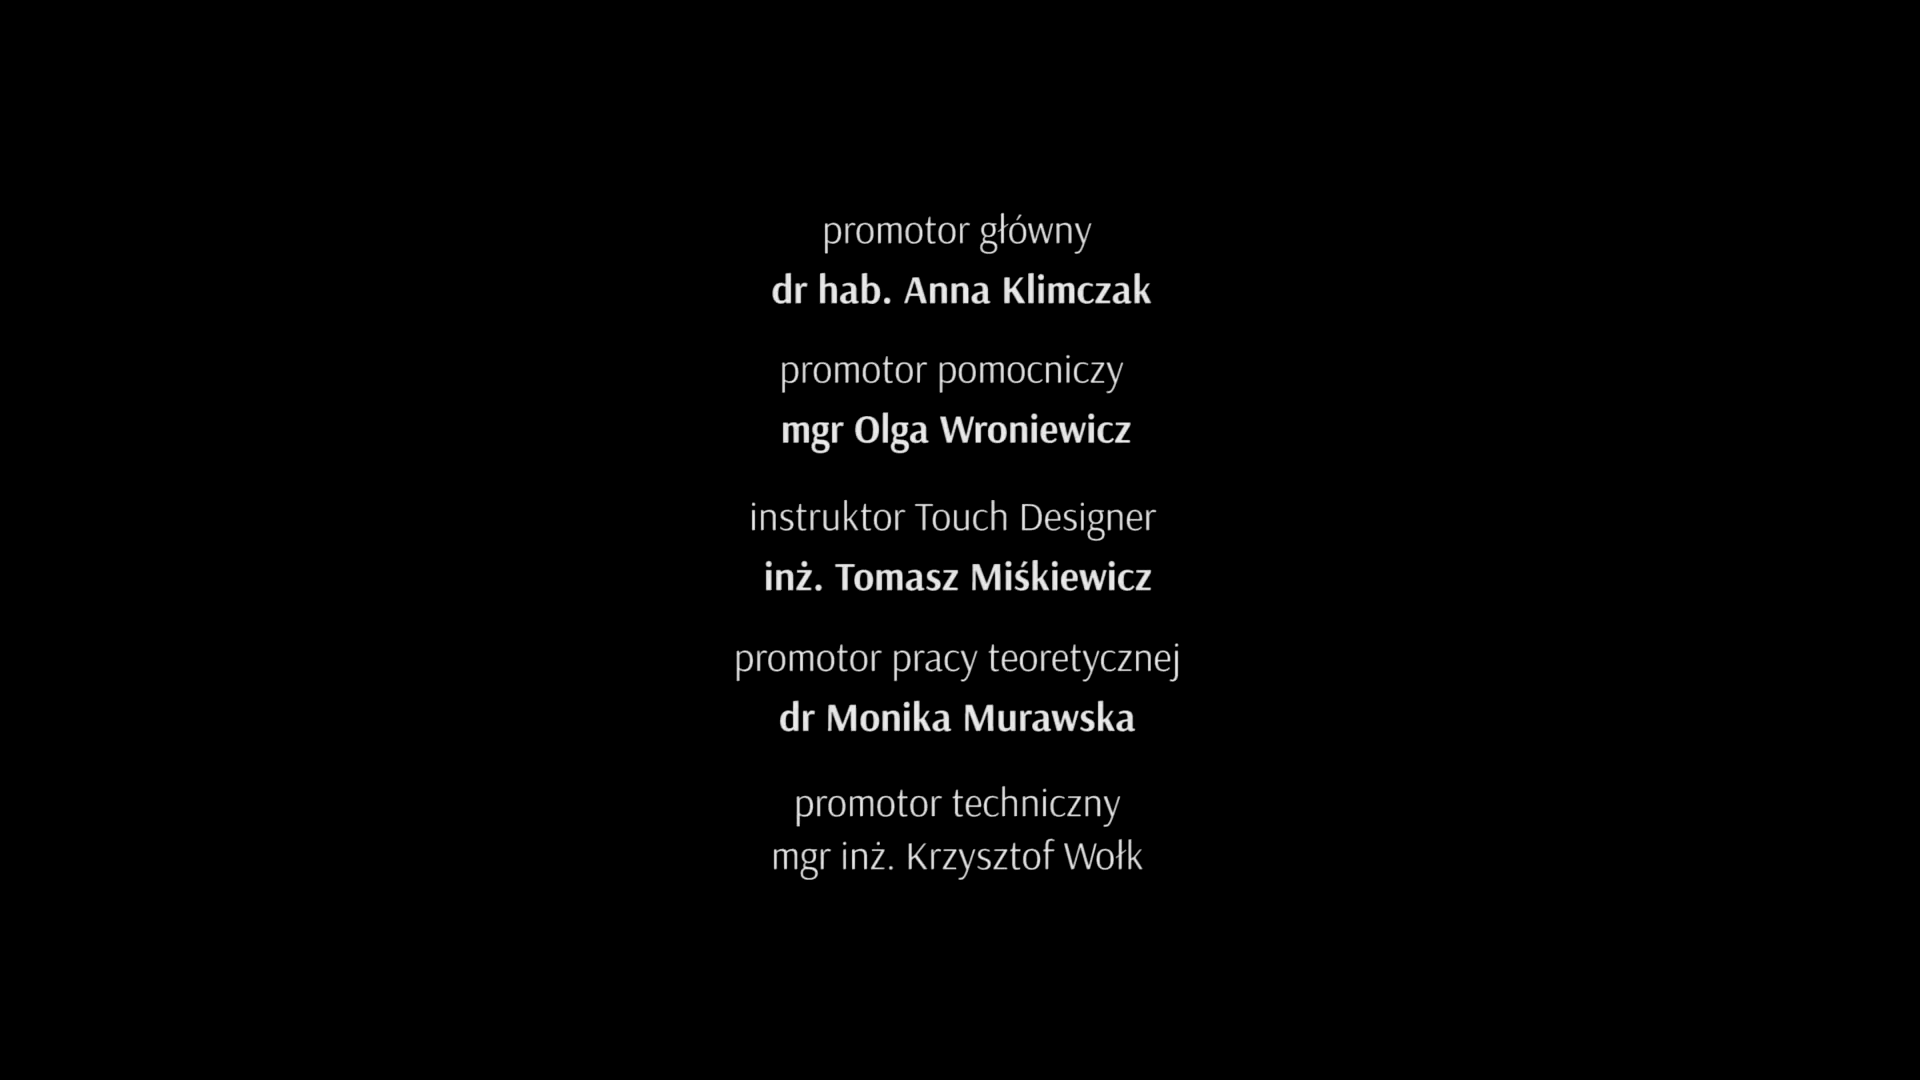 promotor główny
dr hab. Anna Klimczak
promotor pomocniczy
mgr Olga Wroniewicz
instruktor Touch Designer
inż. Tomasz Miśkiewicz
promotor pracy teoretycznej
dr Monika Murawska
promotor techniczny
mgr inż. Krzysztof Wołk